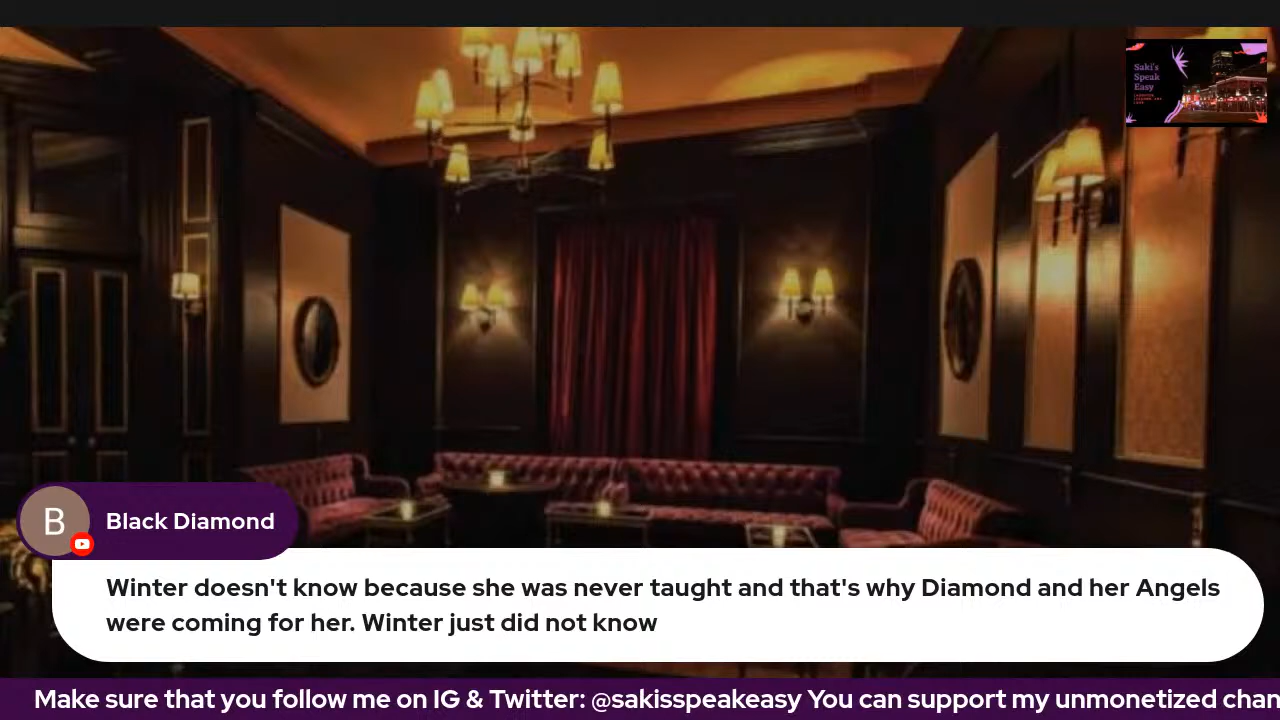 Saki's
Speak
Easy
B
Black Diamond
Winter doesn't know because she was never taught and that's why Diamond and her Angels
were coming for her. Winter just did not know
Make sure that you follow me on IG & Twitter: @sakisspeakeasy You can support my unmonetized chan